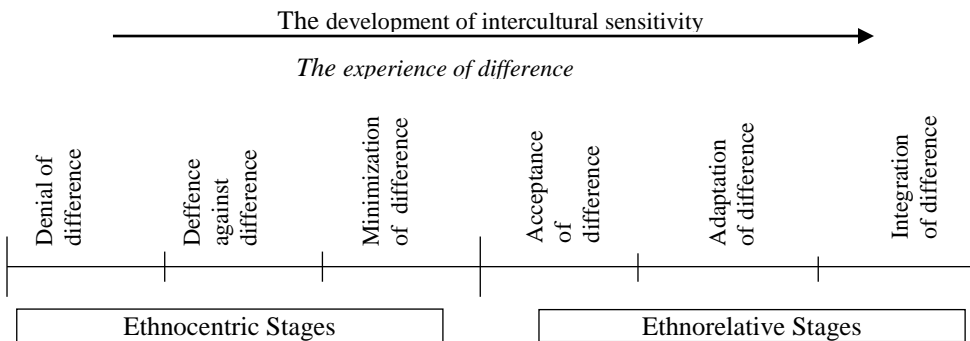 The development of intercultural sensitivity
The experience of difference
Denial of
difference
Deffence
against
difference
Minimization
of difference
Acceptance
of
difference
Adaptation
of difference
Integration
of difference
Ethnocentric Stages
Ethnorelative Stages